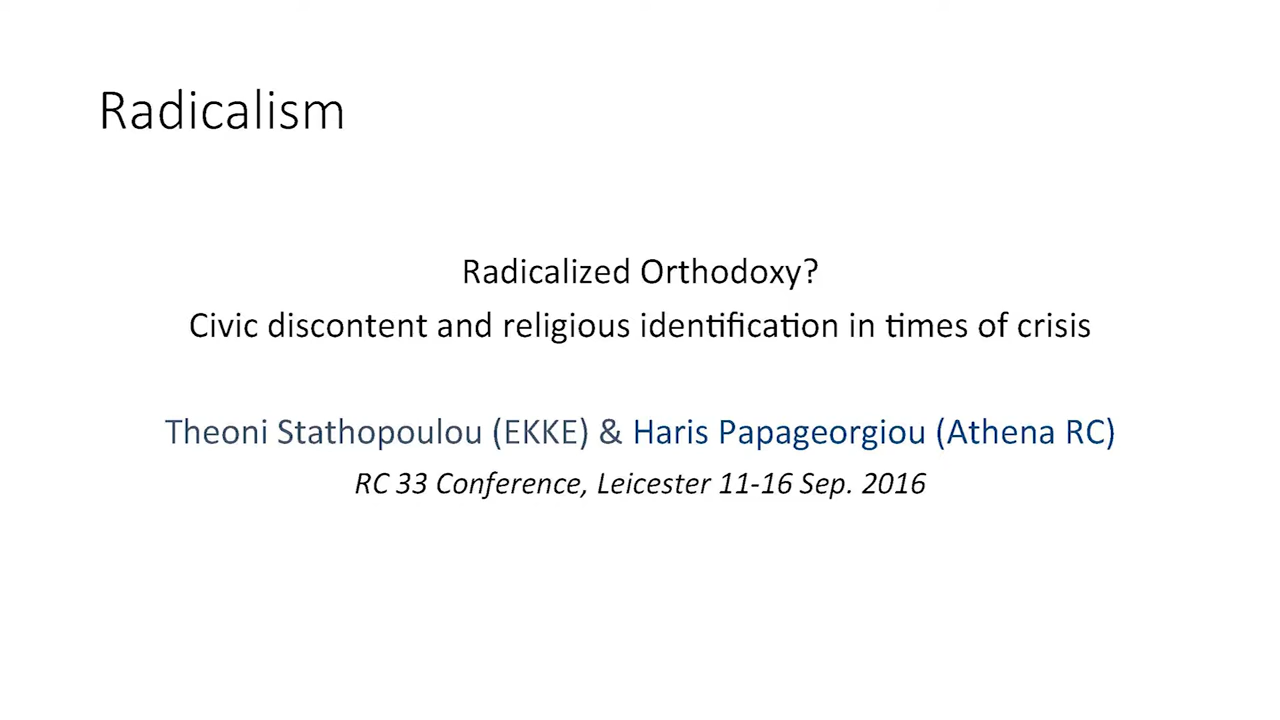 Radicalism
Radicalized Orthodoxy?
Civic discontent and religious identification in times of crisis
Theoni Stathopoulou (EKKE) & Haris Papageorgiou (Athena RC)
RC 33 Conference, Leicester 11-16 Sep. 2016